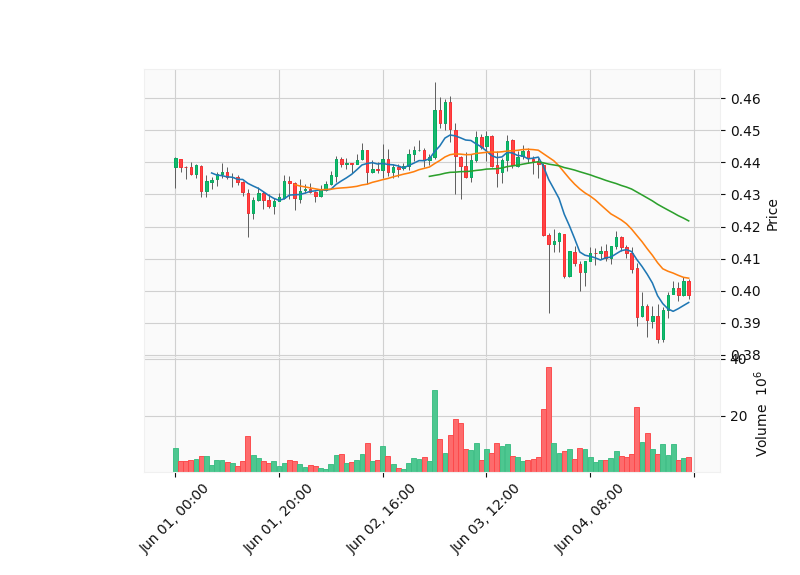 0.46
0.45
0.44
0.43
0.42
0.41
0.40
0.39
0.38
Price
40
20
Volume 10⁶
Jun 01, 00:00
Jun 01, 20:00
Jun 02, 16:00
Jun 03, 12:00
Jun 04, 08:00